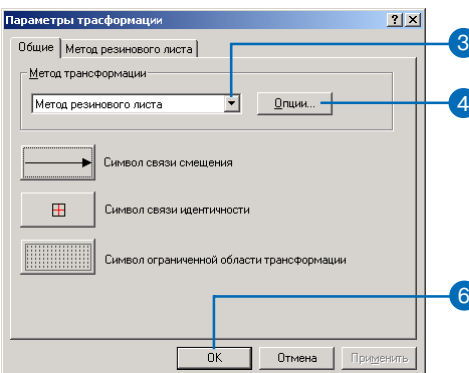 Параметры трасформации
Общие Метод резинового листа
3
Метод трансформации
Метод резинового листа Опции...
4
Символ связи смещения
Символ связи идентичности
Символ ограниченной области трансформации
6
OK Отмена Применить